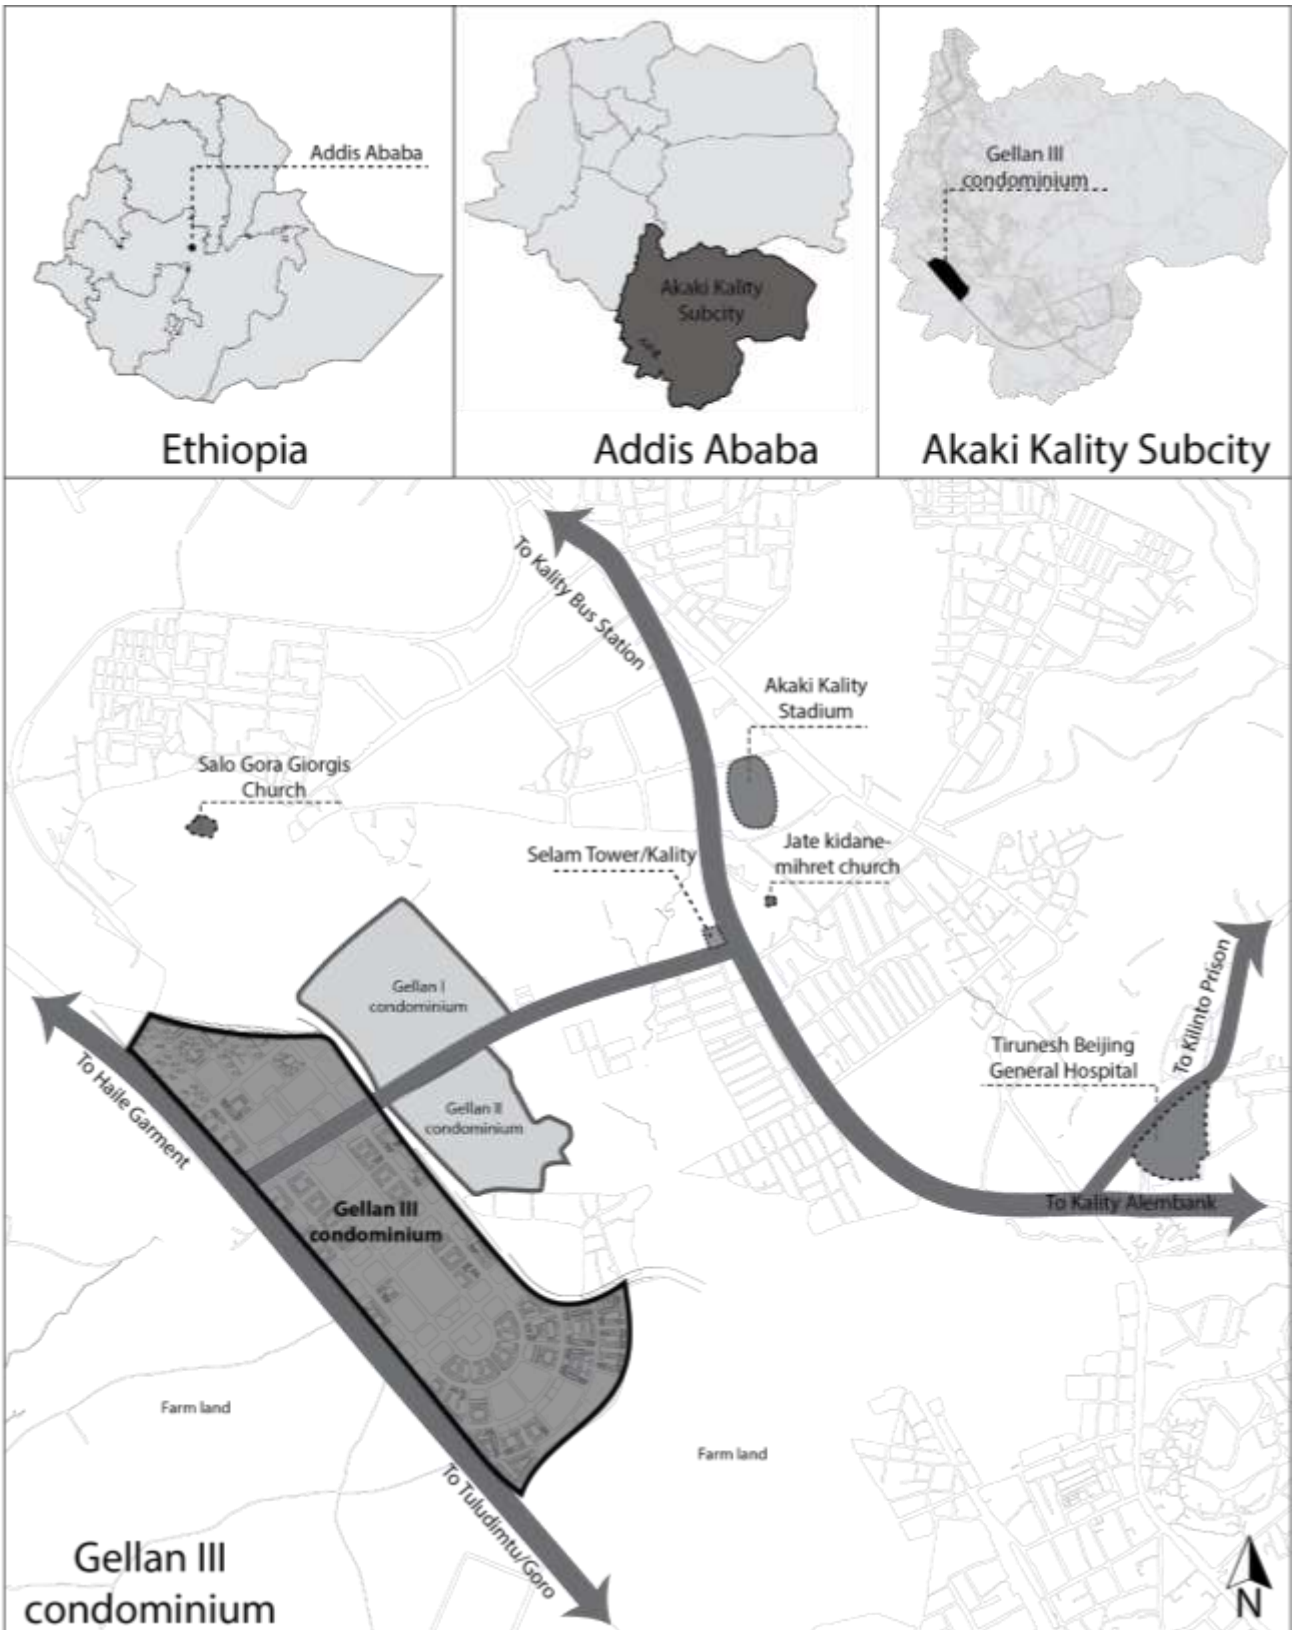 Addis Ababa
Ethiopia
Akaki Kality
Subcity
Addis Ababa
Gellan III
condominium
Akaki Kality Subcity
To Kality Bus Station
Akaki Kality
Stadium
Salo Gora Giorgis
Church
Selam Tower/Kality
Jate kidane-
mihret church
Gellan I
condominium
To Haile Garment
Gellan II
condominium
Tirunesh Beijing
General Hospital
To Kilinto Prison
To Kality Alembank
Gellan III
condominium
Farm land
Farm land
To Tuludimtu/Goro
Gellan III
condominium
N